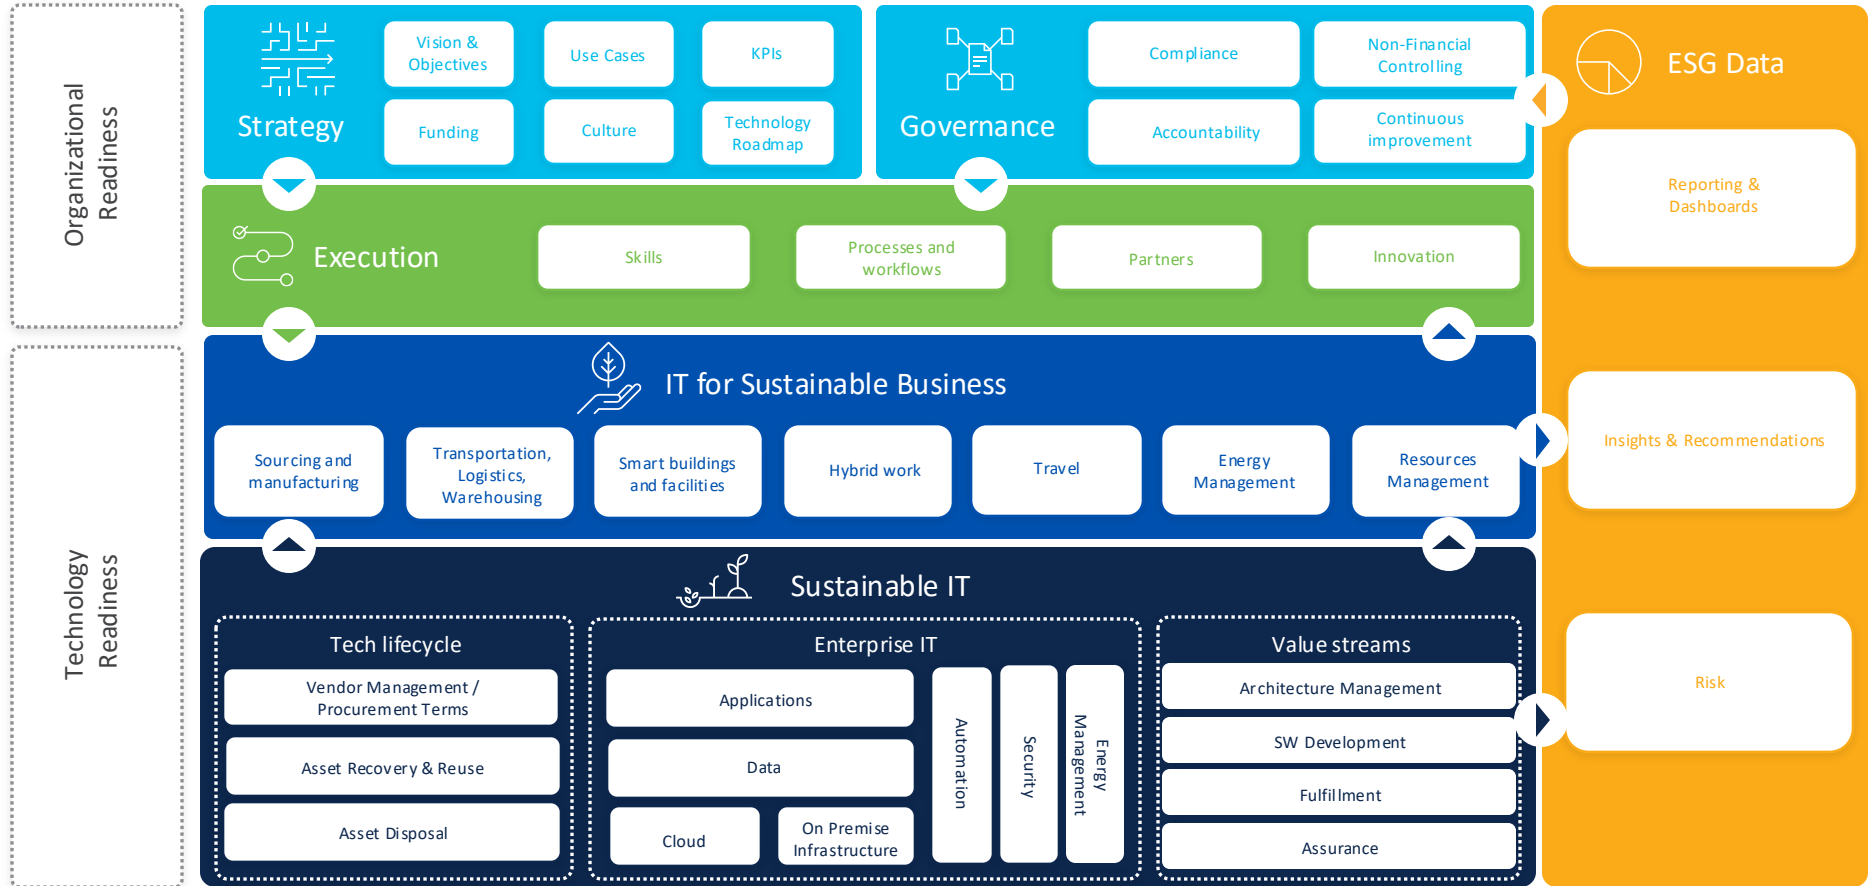 Organizational
Readiness
Strategy
Vision &
Objectives
Use Cases
KPIs
Funding
Culture
Technology
Roadmap
Governance
Compliance
Non-Financial
Controlling
Accountability
Continuous
improvement
ESG Data
Reporting &
Dashboards
Insights & Recommendations
Risk
Execution
Skills
Processes and
workflows
Partners
Innovation
Technology
Readiness
IT for Sustainable Business
Sourcing and
manufacturing
Transportation,
Logistics,
Warehousing
Smart buildings
and facilities
Hybrid work
Travel
Energy
Management
Resources
Management
Sustainable IT
Tech lifecycle
Vendor Management /
Procurement Terms
Asset Recovery & Reuse
Asset Disposal
Enterprise IT
Applications
Data
Cloud
On Premise
Infrastructure
Automation
Security
Energy
Management
Value streams
Architecture Management
SW Development
Fulfillment
Assurance